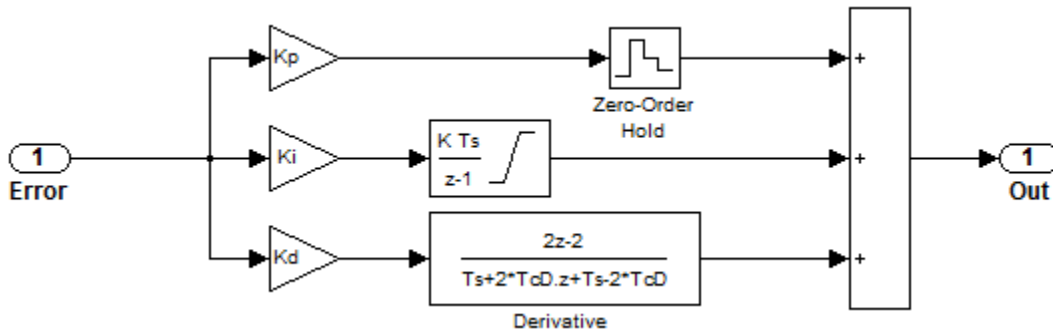 Kp
Zero-Order
Hold
+
1
Error
Ki
K Ts
z-1
+
1
Out
Kd
2z-2
Ts+2*TcD.z+Ts-2*TcD
+
Derivative